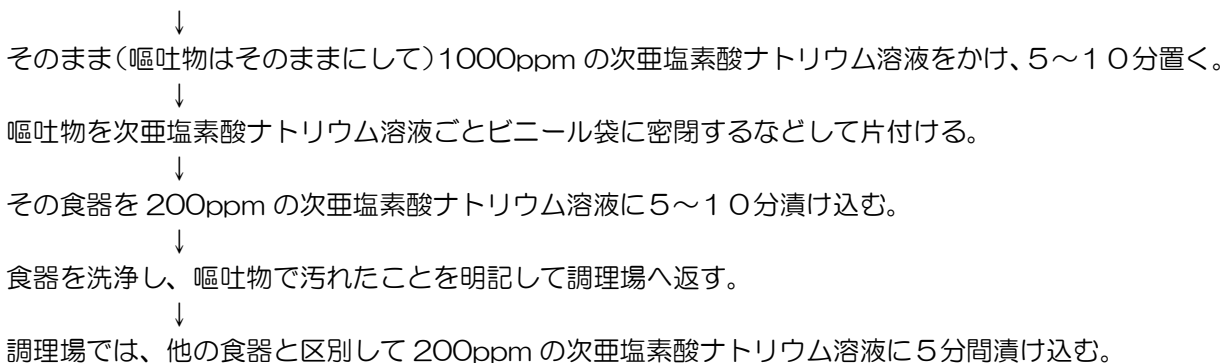 ↓
そのまま(嘔吐物はそのままにして)1000ppm の次亜塩素酸ナトリウム溶液をかけ、5～10分置く。
↓
嘔吐物を次亜塩素酸ナトリウム溶液ごとビニール袋に密閉するなどして片付ける。
↓
その食器を 200ppm の次亜塩素酸ナトリウム溶液に5～10分漬け込む。
↓
食器を洗浄し、嘔吐物で汚れたことを明記して調理場へ返す。
↓
調理場では、他の食器と区別して 200ppm の次亜塩素酸ナトリウム溶液に5分間漬け込む。